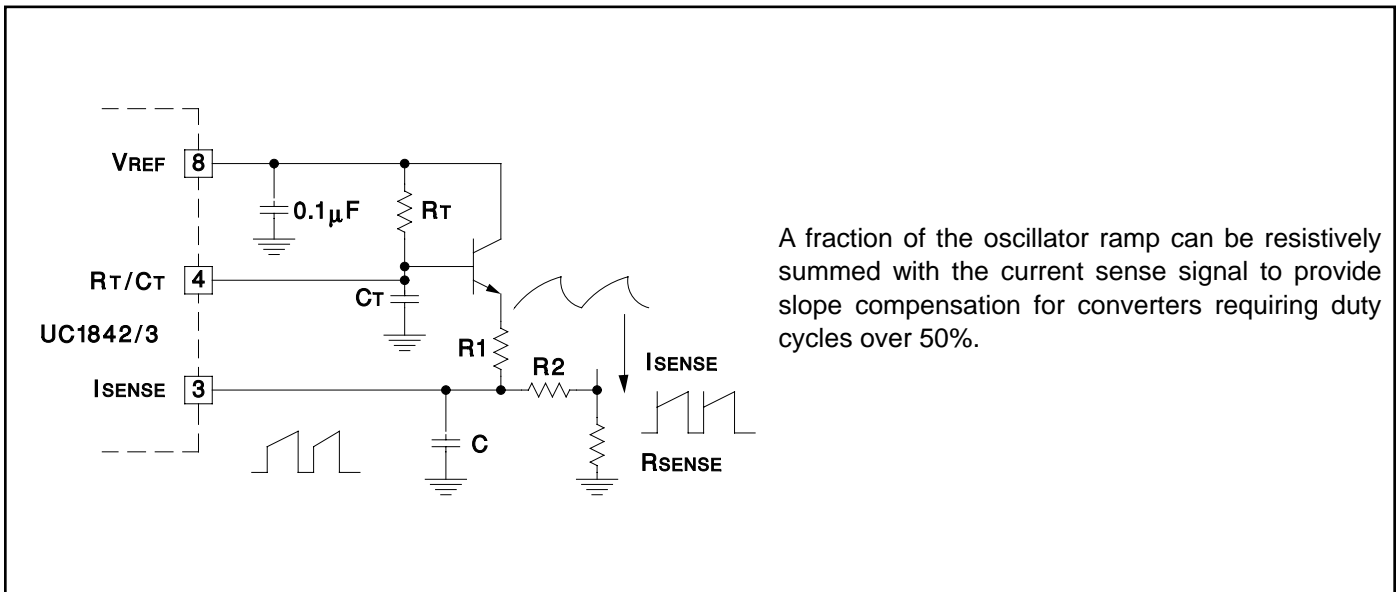 VREF 8
0.1µF RT
RT/CT 4
CT
UC1842/3
R1
R2
ISENSE
ISENSE 3
C
RSENSE
A fraction of the oscillator ramp can be resistively
summed with the current sense signal to provide
slope compensation for converters requiring duty
cycles over 50%.